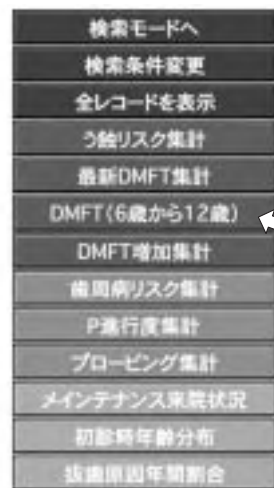 検索モードへ
検索条件変更
全レコードを表示
う蝕リスク集計
最新DMFT集計
DMFT(6歳から12歳)
DMFT増加集計
歯周病リスク集計
P進行度集計
プロービング集計
メインテナンス来院状況
初診時年齢分布
抜歯原因年間割合